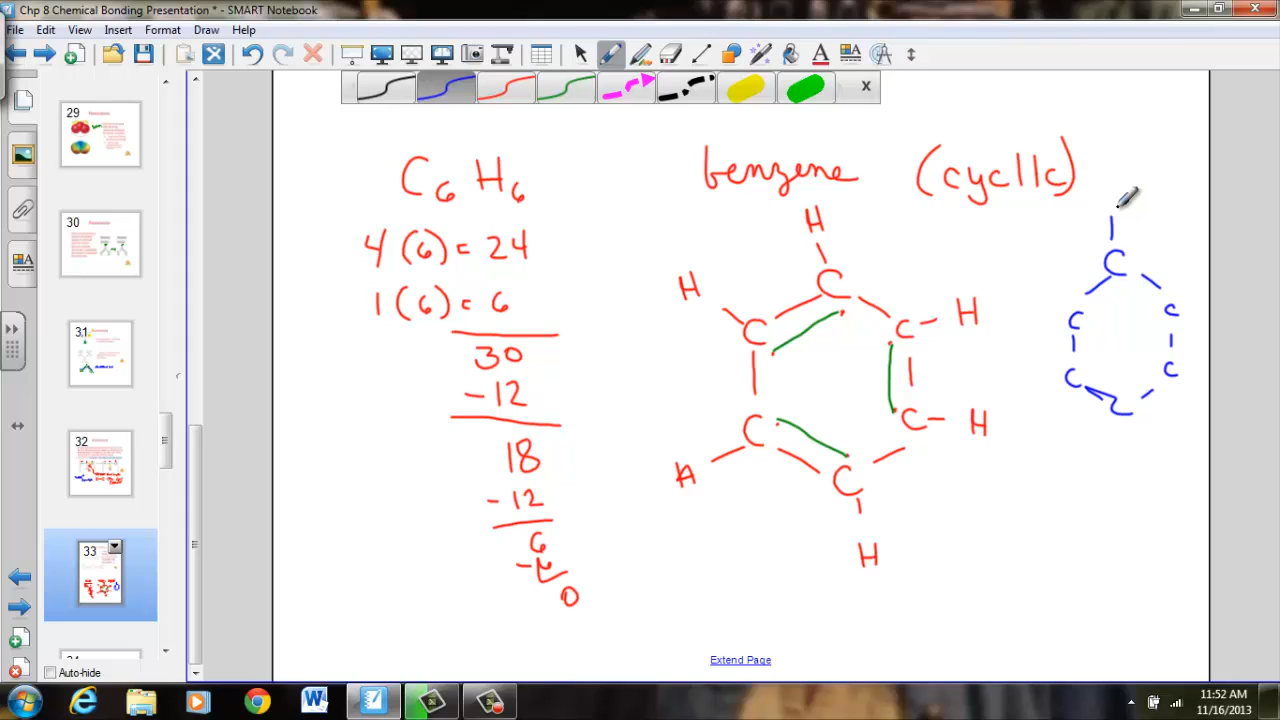 Chp 8 Chemical Bonding Presentation * - SMART Notebook
File Edit View Insert Format Draw Help
29
30
31
32
33
Auto-hide
C6 H6
4 (6) = 24
1 (6) = 6
30
-12
18
-12
6
-6
0
benzene (cyclic)
H
H C
C C - H
C C - H
H C
H
C
C C
C C
Extend Page
11:52 AM
11/16/2013